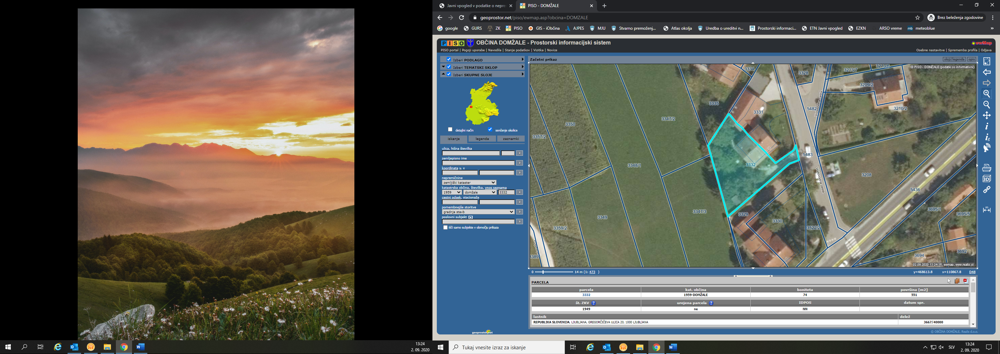 Javni vpogled v podatke o nepre
PISO - DOMŽALE
geoprostor.net/piso/ewmap.asp?obcina=DOMZALE
Brez beleženja zgodovine
google GURS ZK PISO GIS - iObčina AJPES MJU Stvarno premoženj... Atlas okolja Uredba o ureditvi n... Prostorski informaci... ETN Javni vpogled EZKN ARSO vreme mb meteoblue »
PISO OBČINA DOMŽALE - Prostorski informacijski sistem
ewMap
PISO portal | Pogoji uporabe | Navodila | Stanje podatkov | Vizitka | Novice
Osebne nastavitve | Sprememba profila | Odjava
Izberi PODLAGO
Izberi TEMATSKI SKLOP
Izberi SKUPNE SLOJE
detajlni način
senčenje okolice
iskanje
legenda
zaznamki
ulica, hišna številka
zemljepisno ime
koordinata y, x
nepremičnine
zemljiški kataster
katastrska občina, številka, vnos seznama
1959 domžale 3332
cestni odsek, stacionaža
pomembnejše storitve
gradnja stavb
poslovni subjekt
išči samo subjekte v območju prikaza
geoprostor.net
Začetni prikaz
sloji/legenda opis
© PISO - DOMŽALE (podatki so informativni)
3334
3328
3213/7
3213/6
3209/2
3335
3331
5482
3210/2
Vodovodna cesta
3350
3347/2
3357/2
5483
3348/1
3332
3208
Vodovodna cesta
5436
3349
3347/3
3329
3330
3522/2
3359/2
3695/1
3695/5
3389
3694
3692
02.09.2020 13:24:35, ewmap, www.realis.si
0 14 m (1: 473 )
y=468613.8 x=110867.8 D48
PARCELA
parcela kat. občina boniteta površina [m2]
3332 1959-DOMŽALE 74 551
št. ZKV urejena parcela IDPOS datum spr.
1949 ne NN
lastnik delež
REPUBLIKA SLOVENIJA, LJUBLJANA, GREGORČIČEVA ULICA 20, 1000 LJUBLJANA 3667/40000
© OBČINA DOMŽALE, Realis d.o.o.
13:24
2. 09. 2020
Tukaj vnesite izraz za iskanje
SLV
13:24
2. 09. 2020